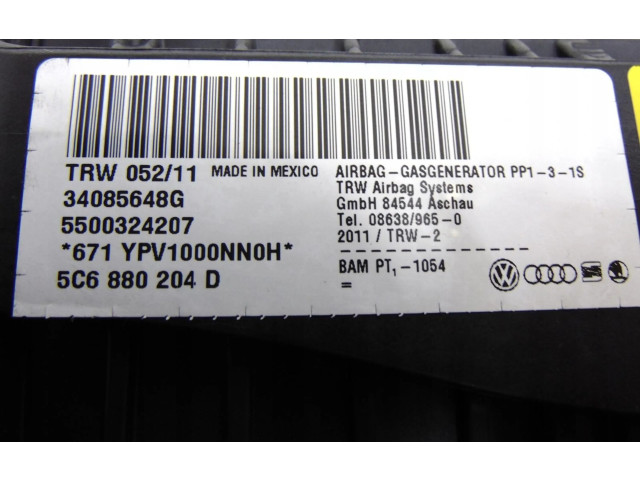 TRW 052/11 MADE IN MEXICO
34085648G
5500324207
*671 YPV1000NN0H*
5C6 880 204 D
AIRBAG-GASGENERATOR PP1-3-1S
TRW Airbag Systems
GmbH 84544 Aschau
Tel. 08638/965-0
2011 / TRW-2
BAM PT₁-1054
=